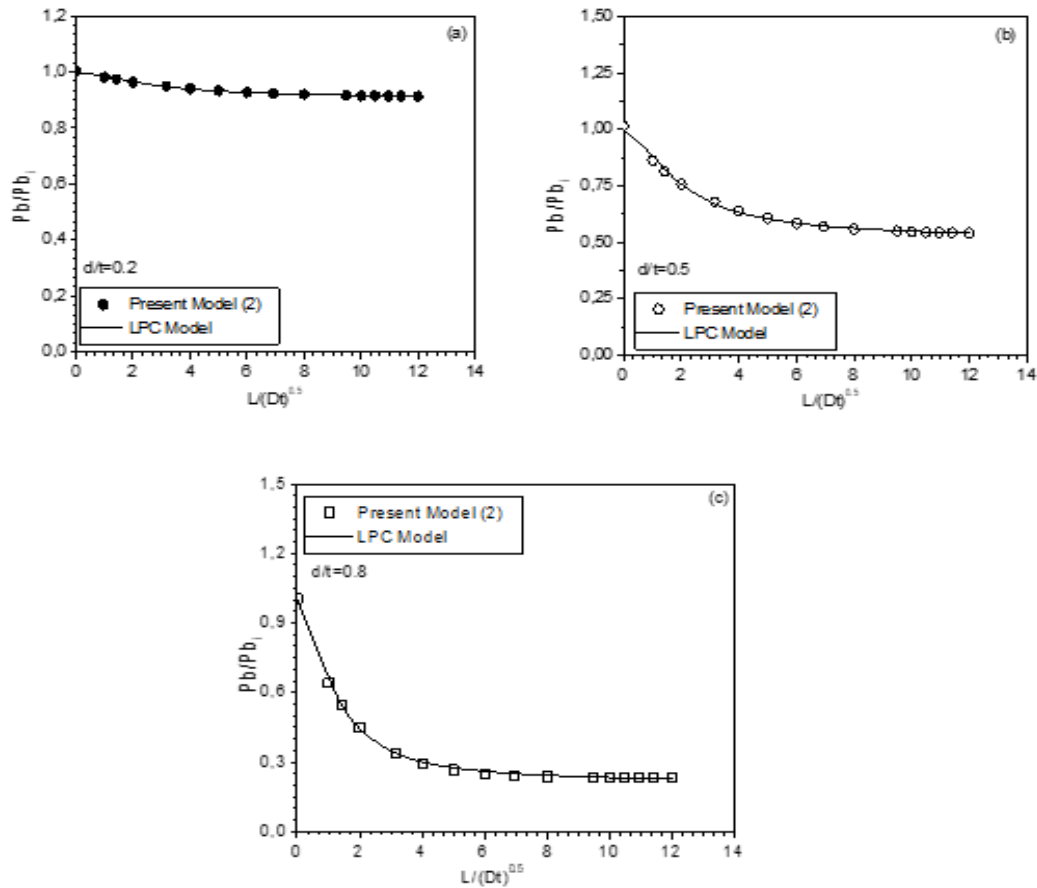 (a)
1,2
1,0
0,8
0,6
0,4
0,2
0,0
Pb/Pbi
d/t=0.2
Present Model (2)
LPC Model
0 2 4 6 8 10 12 14
L/(Dt)^0.5
(b)
1,50
1,25
1,00
0,75
0,50
0,25
0,00
Pb/Pbi
d/t=0.5
Present Model (2)
LPC Model
0 2 4 6 8 10 12 14
L/(Dt)^0.5
(c)
1,5
1,2
0,9
0,6
0,3
0,0
Pb/Pbi
Present Model (2)
LPC Model
d/t=0.8
0 2 4 6 8 10 12 14
L/(Dt)^0.5